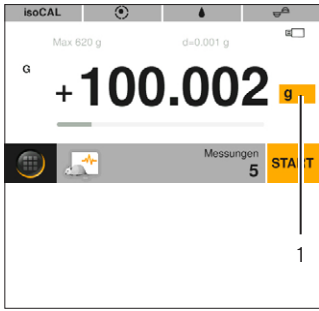 isoCAL
Max 620 g
d=0.001 g
G
+100.002 g
Messungen
5
START
1